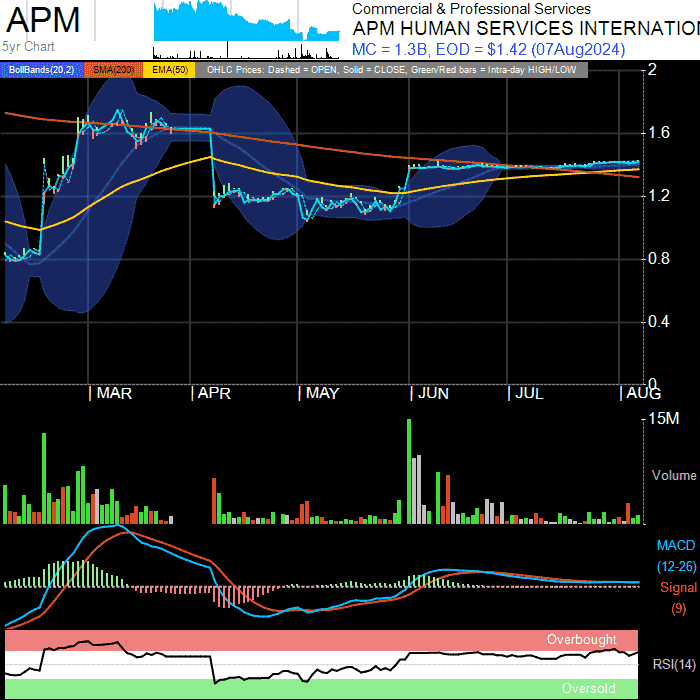 APM
5yr Chart
Commercial & Professional Services
APM HUMAN SERVICES INTERNATIO
MC = 1.3B, EOD = $1.42 (07Aug2024)
BollBands(20,2) SMA(200) EMA(50) OHLC Prices: Dashed = OPEN, Solid = CLOSE, Green/Red bars = Intra-day HIGH/LOW
2
1.6
1.2
0.8
0.4
0
| MAR | APR | MAY | JUN | JUL | AUG
15M
Volume
MACD
(12-26)
Signal
(9)
Overbought
RSI(14)
Oversold